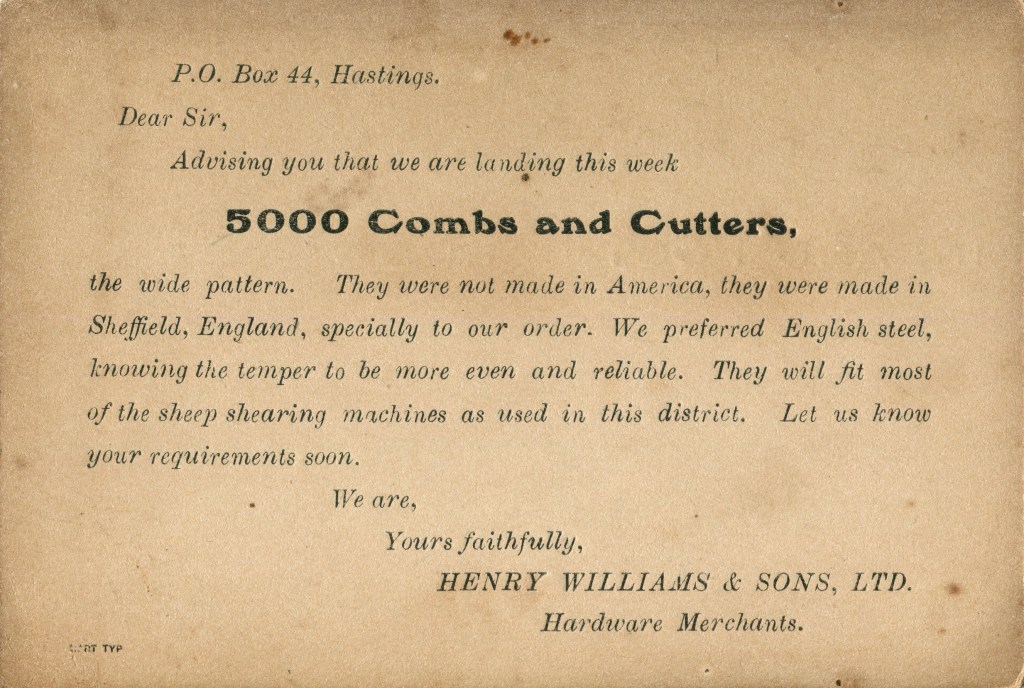 P.O. Box 44, Hastings.
Dear Sir,
Advising you that we are landing this week
5000 Combs and Cutters,
the wide pattern. They were not made in America, they were made in
Sheffield, England, specially to our order. We preferred English steel,
knowing the temper to be more even and reliable. They will fit most
of the sheep shearing machines as used in this district. Let us know
your requirements soon.
We are,
Yours faithfully,
HENRY WILLIAMS & SONS, LTD.
Hardware Merchants.
TYP